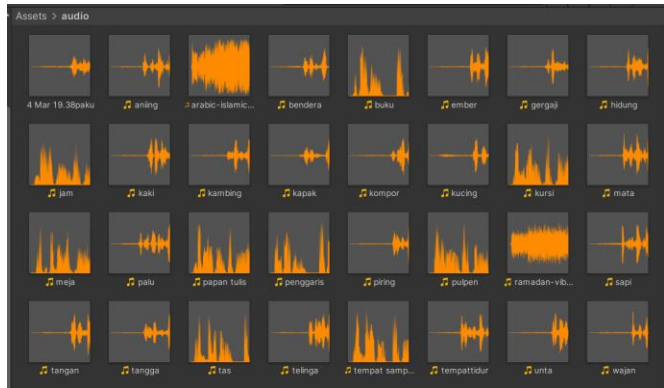 Assets > audio
4 Mar 19.38paku aniing arabic-islamic... bendera buku ember gergaji hidung
jam kaki kambing kapak kompor kucing kursi mata
meja palu papan tulis penggaris piring pulpen ramadan-vib... sapi
tangan tangga tas telinga tempat samp... tempattidur unta wajan